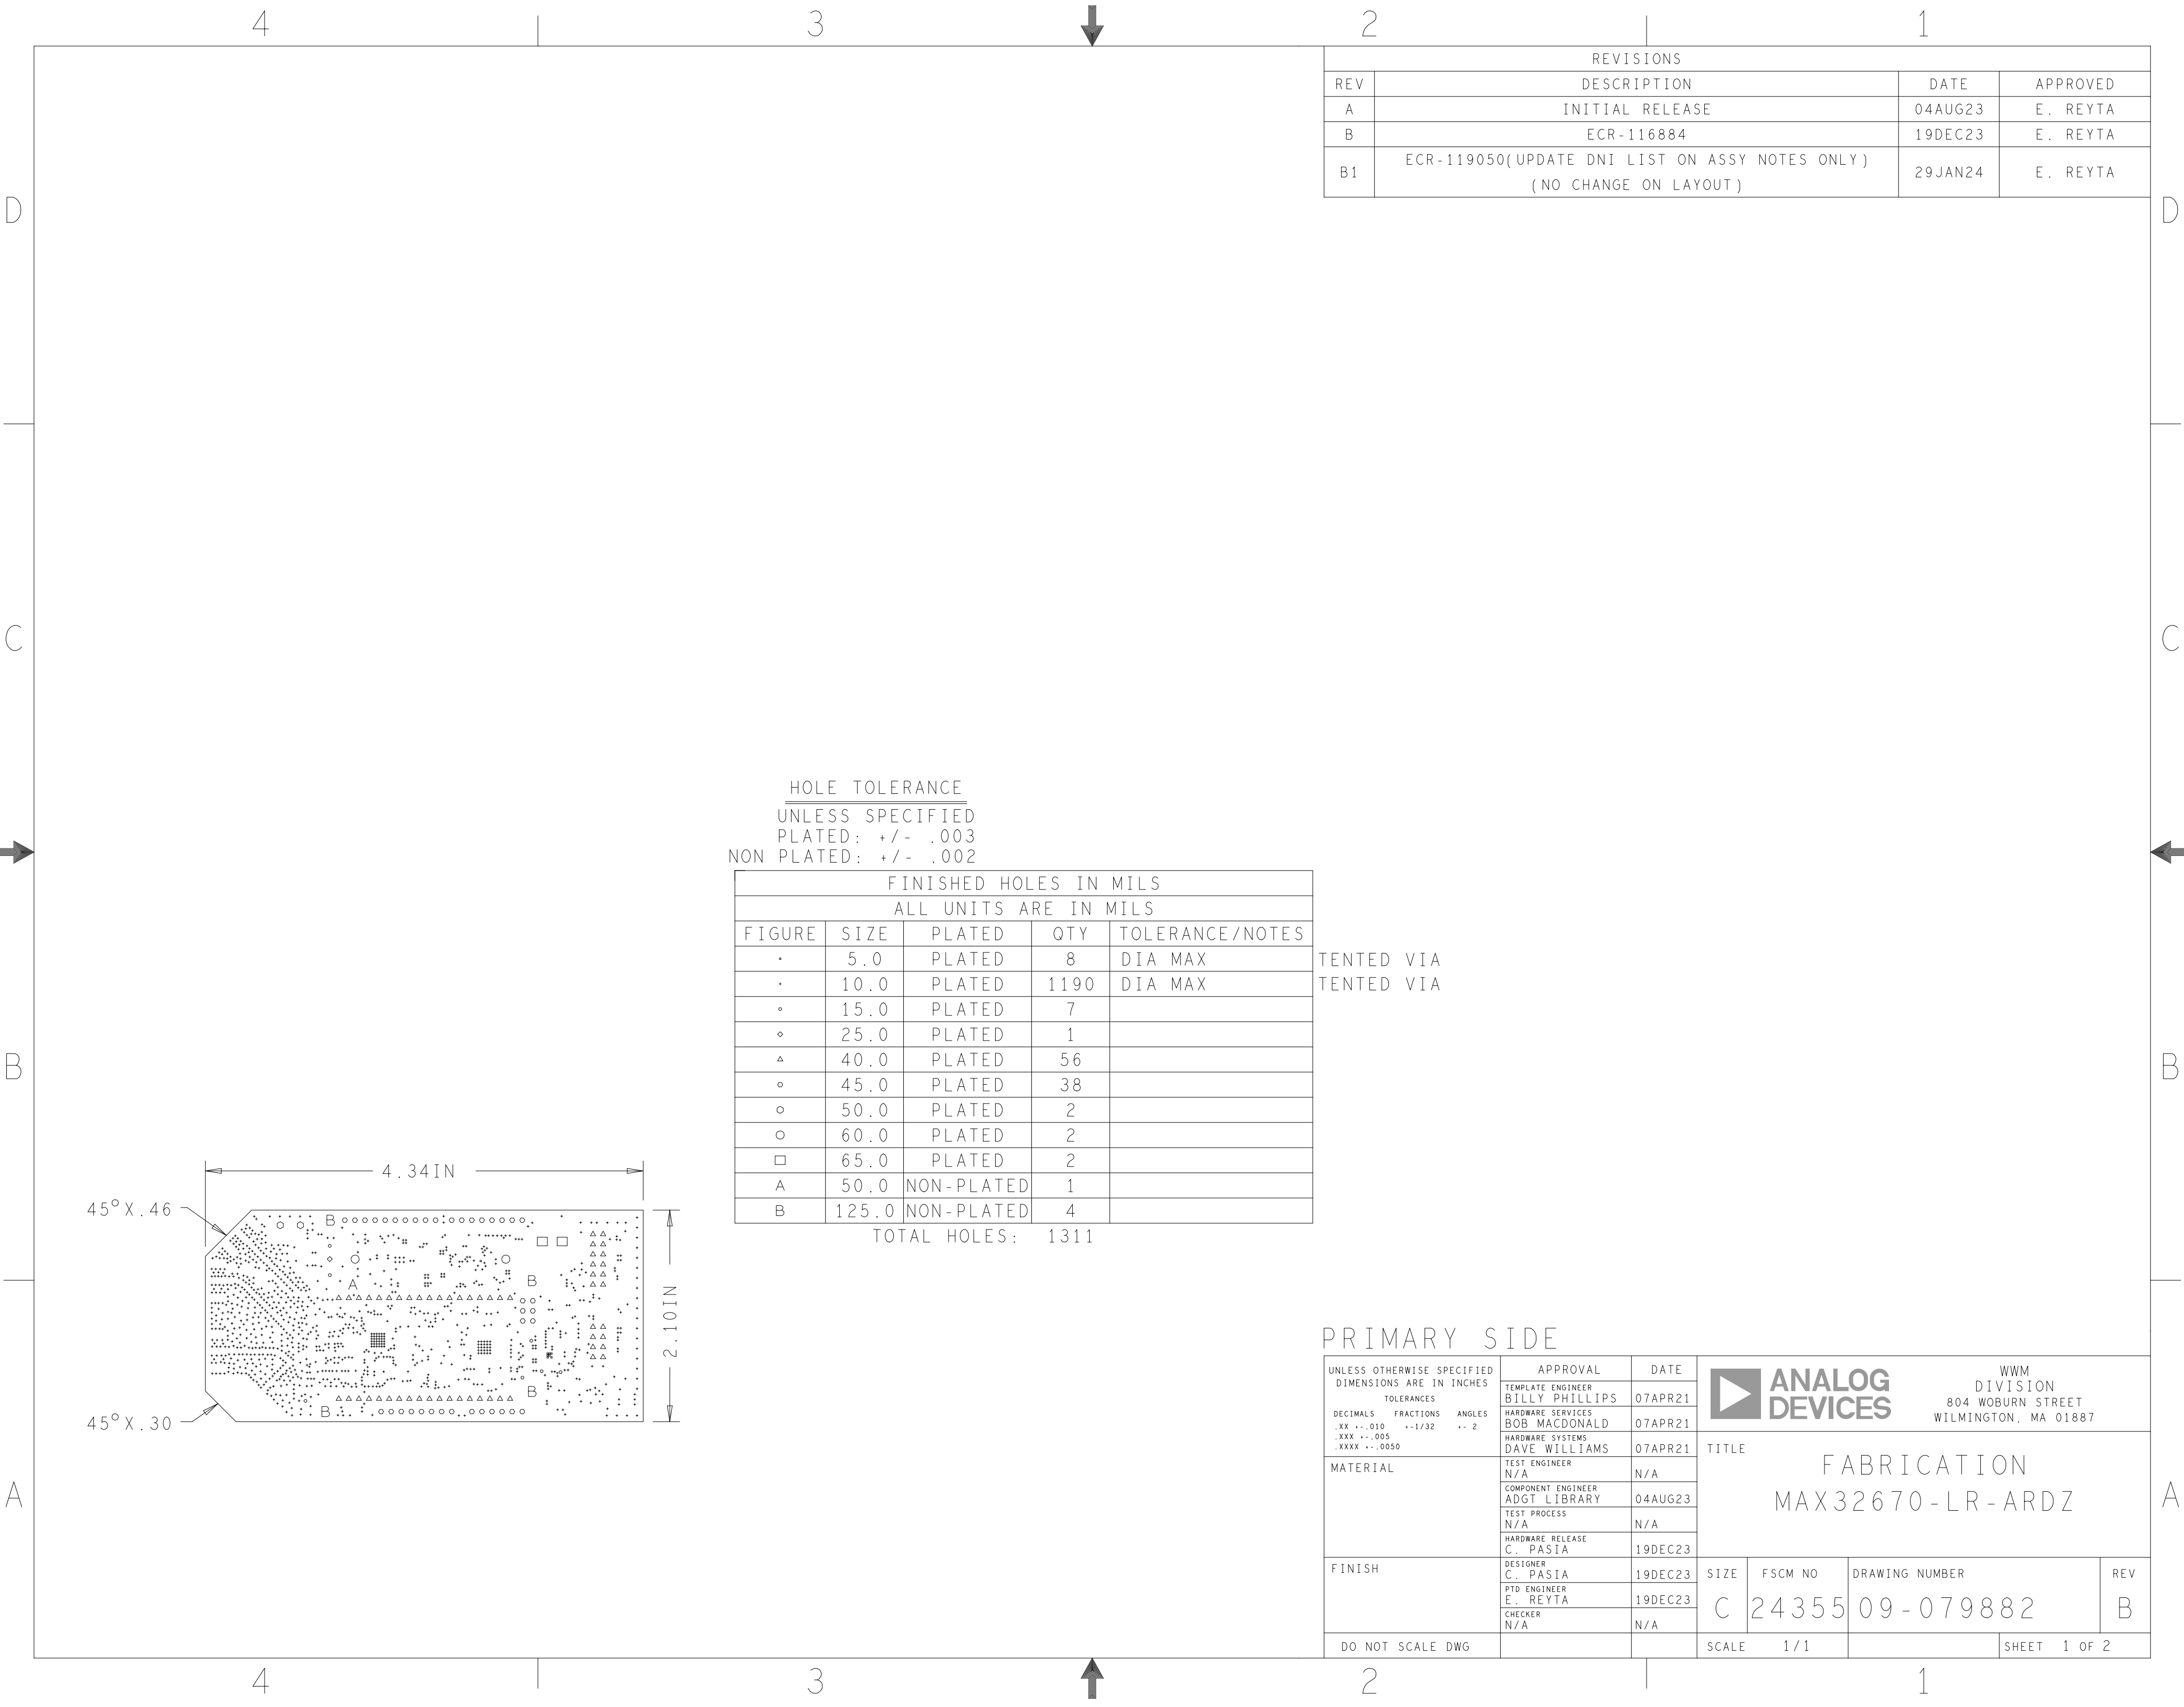 4 3 2 1
REVISIONS
REV DESCRIPTION DATE APPROVED
A INITIAL RELEASE 04AUG23 E. REYTA
B ECR-116884 19DEC23 E. REYTA
B1 ECR-119050(UPDATE DNI LIST ON ASSY NOTES ONLY) 29JAN24 E. REYTA
(NO CHANGE ON LAYOUT)
D D
C C
HOLE TOLERANCE
UNLESS SPECIFIED
PLATED: +/- .003
NON PLATED: +/- .002
FINISHED HOLES IN MILS
ALL UNITS ARE IN MILS
FIGURE SIZE PLATED QTY TOLERANCE/NOTES
5.0 PLATED 8 DIA MAX TENTED VIA
10.0 PLATED 1190 DIA MAX TENTED VIA
15.0 PLATED 7
25.0 PLATED 1
40.0 PLATED 56
45.0 PLATED 38
50.0 PLATED 2
60.0 PLATED 2
65.0 PLATED 2
A 50.0 NON-PLATED 1
B 125.0 NON-PLATED 4
TOTAL HOLES: 1311
B B
4.34IN
45°X.46
B
B
A
2.10IN
B
B
45°X.30
PRIMARY SIDE
UNLESS OTHERWISE SPECIFIED
DIMENSIONS ARE IN INCHES
TOLERANCES
DECIMALS FRACTIONS ANGLES
.XX +-.010 +-1/32 +- 2
.XXX +-.005
.XXXX +-.0050
MATERIAL
FINISH
DO NOT SCALE DWG
APPROVAL DATE
TEMPLATE ENGINEER
BILLY PHILLIPS 07APR21
HARDWARE SERVICES
BOB MACDONALD 07APR21
HARDWARE SYSTEMS
DAVE WILLIAMS 07APR21
TEST ENGINEER
N/A N/A
COMPONENT ENGINEER
ADGT LIBRARY 04AUG23
TEST PROCESS
N/A N/A
HARDWARE RELEASE
C. PASIA 19DEC23
DESIGNER
C. PASIA 19DEC23
PTD ENGINEER
E. REYTA 19DEC23
CHECKER
N/A N/A
ANALOG
DEVICES
WWM
DIVISION
804 WOBURN STREET
WILMINGTON, MA 01887
TITLE
FABRICATION
MAX32670-LR-ARDZ
SIZE FSCM NO DRAWING NUMBER REV
C 24355 09-079882 B
SCALE 1/1 SHEET 1 OF 2
A A
4 3 2 1